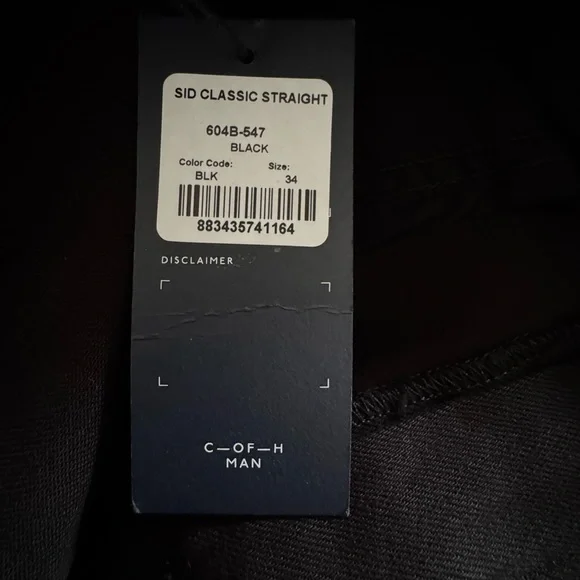 SID CLASSIC STRAIGHT
604B-547
BLACK
Color Code: Size:
BLK 34
883435741164
DISCLAIMER
C—OF—H
MAN